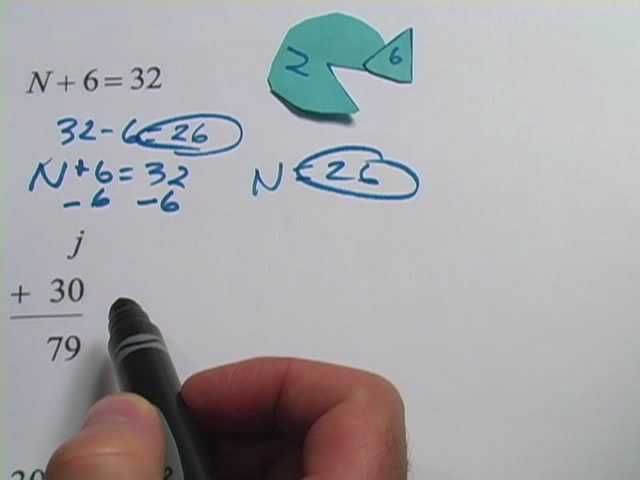 2 6
N + 6 = 32
32 - 6 = 26
N + 6 = 32 N = 26
- 6 - 6
j
+ 30
79